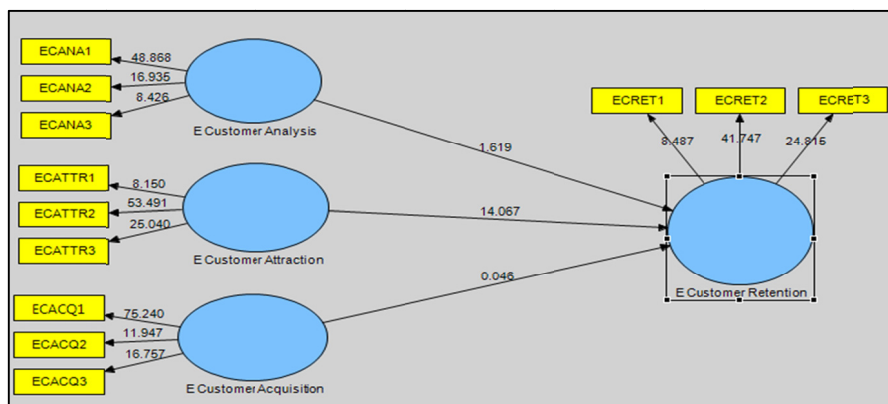 ECANA1
48.868
ECANA2
16.935
ECANA3
8.426
E Customer Analysis
ECRET1
ECRET2
ECRET3
8.487
41.747
24.815
1.619
ECATTR1
8.150
ECATTR2
53.491
ECATTR3
25.040
E Customer Attraction
14.067
E Customer Retention
0.046
ECACQ1
75.240
ECACQ2
11.947
ECACQ3
16.757
E Customer Acquisition